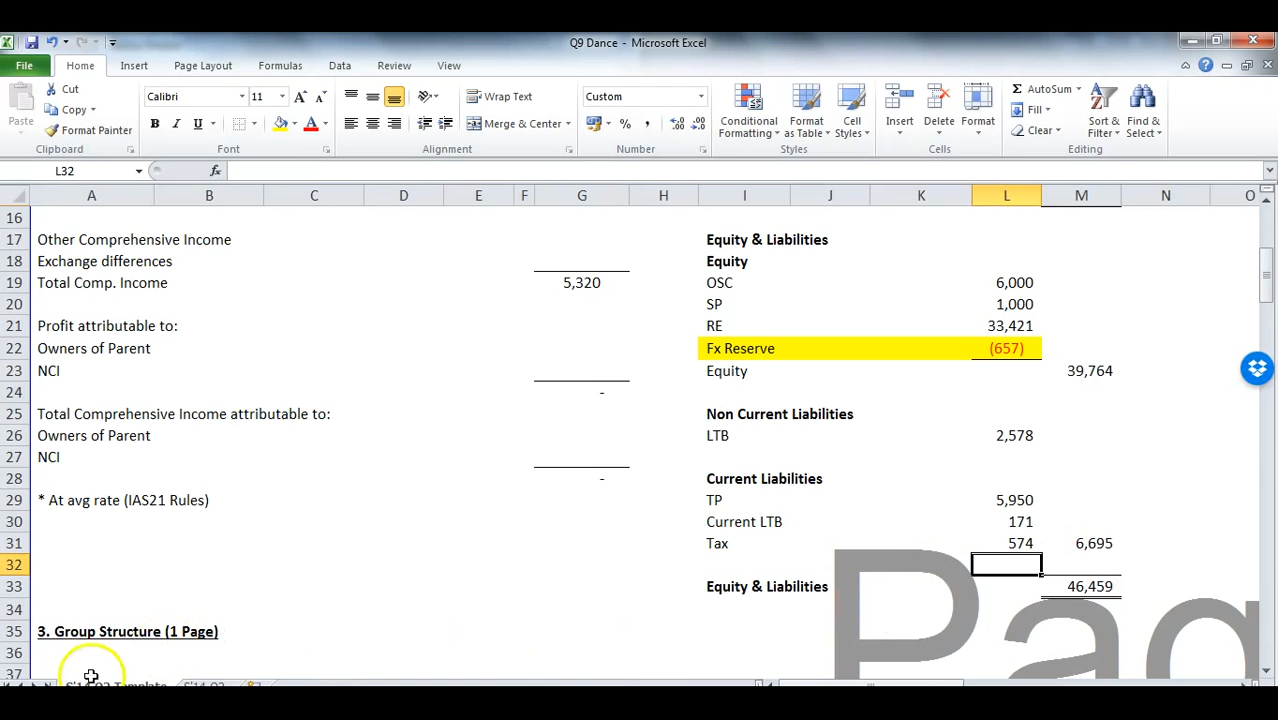 Q9 Dance - Microsoft Excel
File Home Insert Page Layout Formulas Data Review View
Paste
Cut
Copy
Format Painter
Clipboard
Calibri 11
B I U
Font
Wrap Text
Merge & Center
Alignment
Custom
Number
Conditional Formatting
Format as Table
Cell Styles
Styles
Insert Delete Format
Cells
AutoSum
Fill
Clear
Sort & Filter
Find & Select
Editing
L32 fx
A B C D E F G H I J K L M N O
16
17 Other Comprehensive Income Equity & Liabilities
18 Exchange differences Equity
19 Total Comp. Income 5,320 OSC 6,000
20 SP 1,000
21 Profit attributable to: RE 33,421
22 Owners of Parent Fx Reserve (657)
23 NCI Equity 39,764
24 -
25 Total Comprehensive Income attributable to: Non Current Liabilities
26 Owners of Parent LTB 2,578
27 NCI
28 - Current Liabilities
29 * At avg rate (IAS21 Rules) TP 5,950
30 Current LTB 171
31 Tax 574 6,695
32
33 Equity & Liabilities 46,459
34
35 3. Group Structure (1 Page)
36
37
Pag